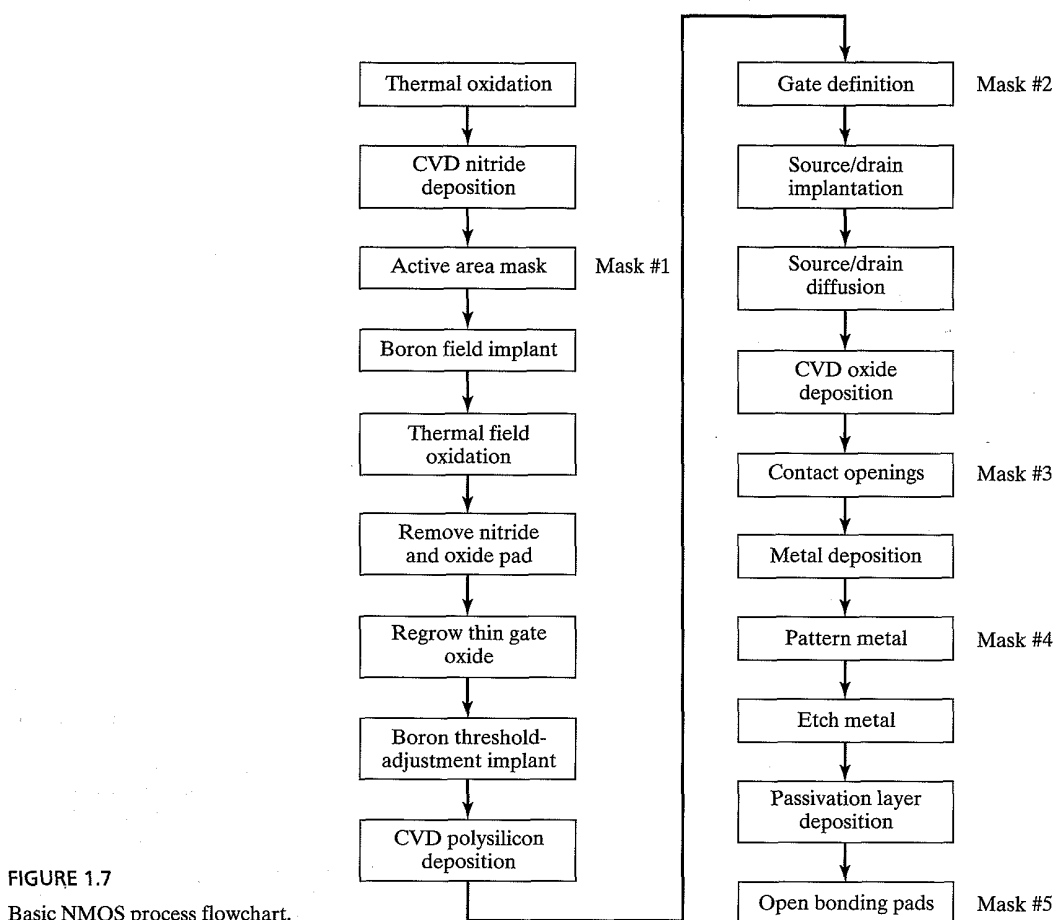 Thermal oxidation
CVD nitride
deposition
Active area mask
Mask #1
Boron field implant
Thermal field
oxidation
Remove nitride
and oxide pad
Regrow thin gate
oxide
Boron threshold-
adjustment implant
CVD polysilicon
deposition
Gate definition
Mask #2
Source/drain
implantation
Source/drain
diffusion
CVD oxide
deposition
Contact openings
Mask #3
Metal deposition
Pattern metal
Mask #4
Etch metal
Passivation layer
deposition
Open bonding pads
Mask #5
FIGURE 1.7
Basic NMOS process flowchart.